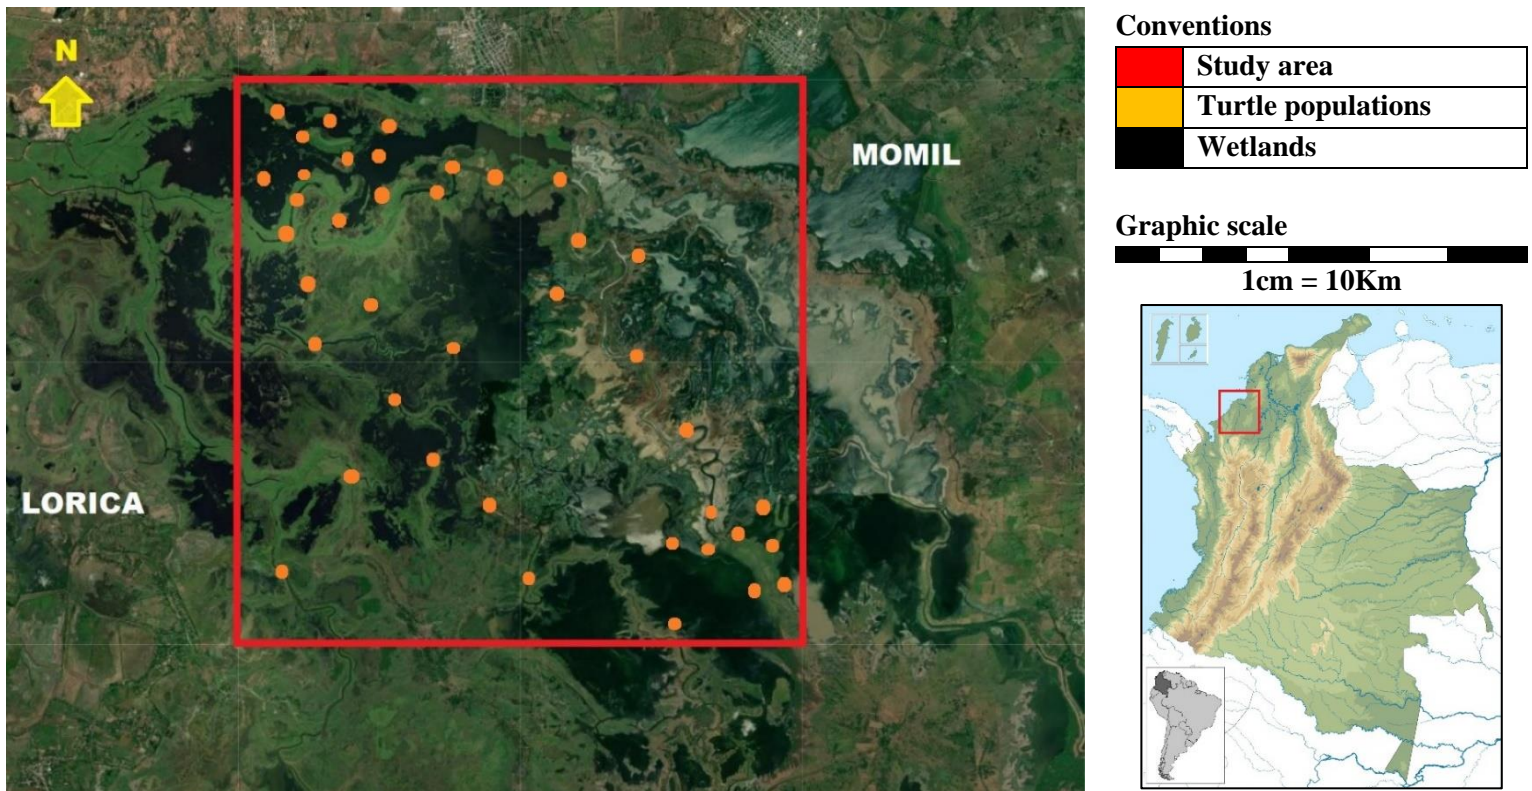 N
MOMIL
LORICA
Conventions
Study area
Turtle populations
Wetlands
Graphic scale
1cm = 10Km